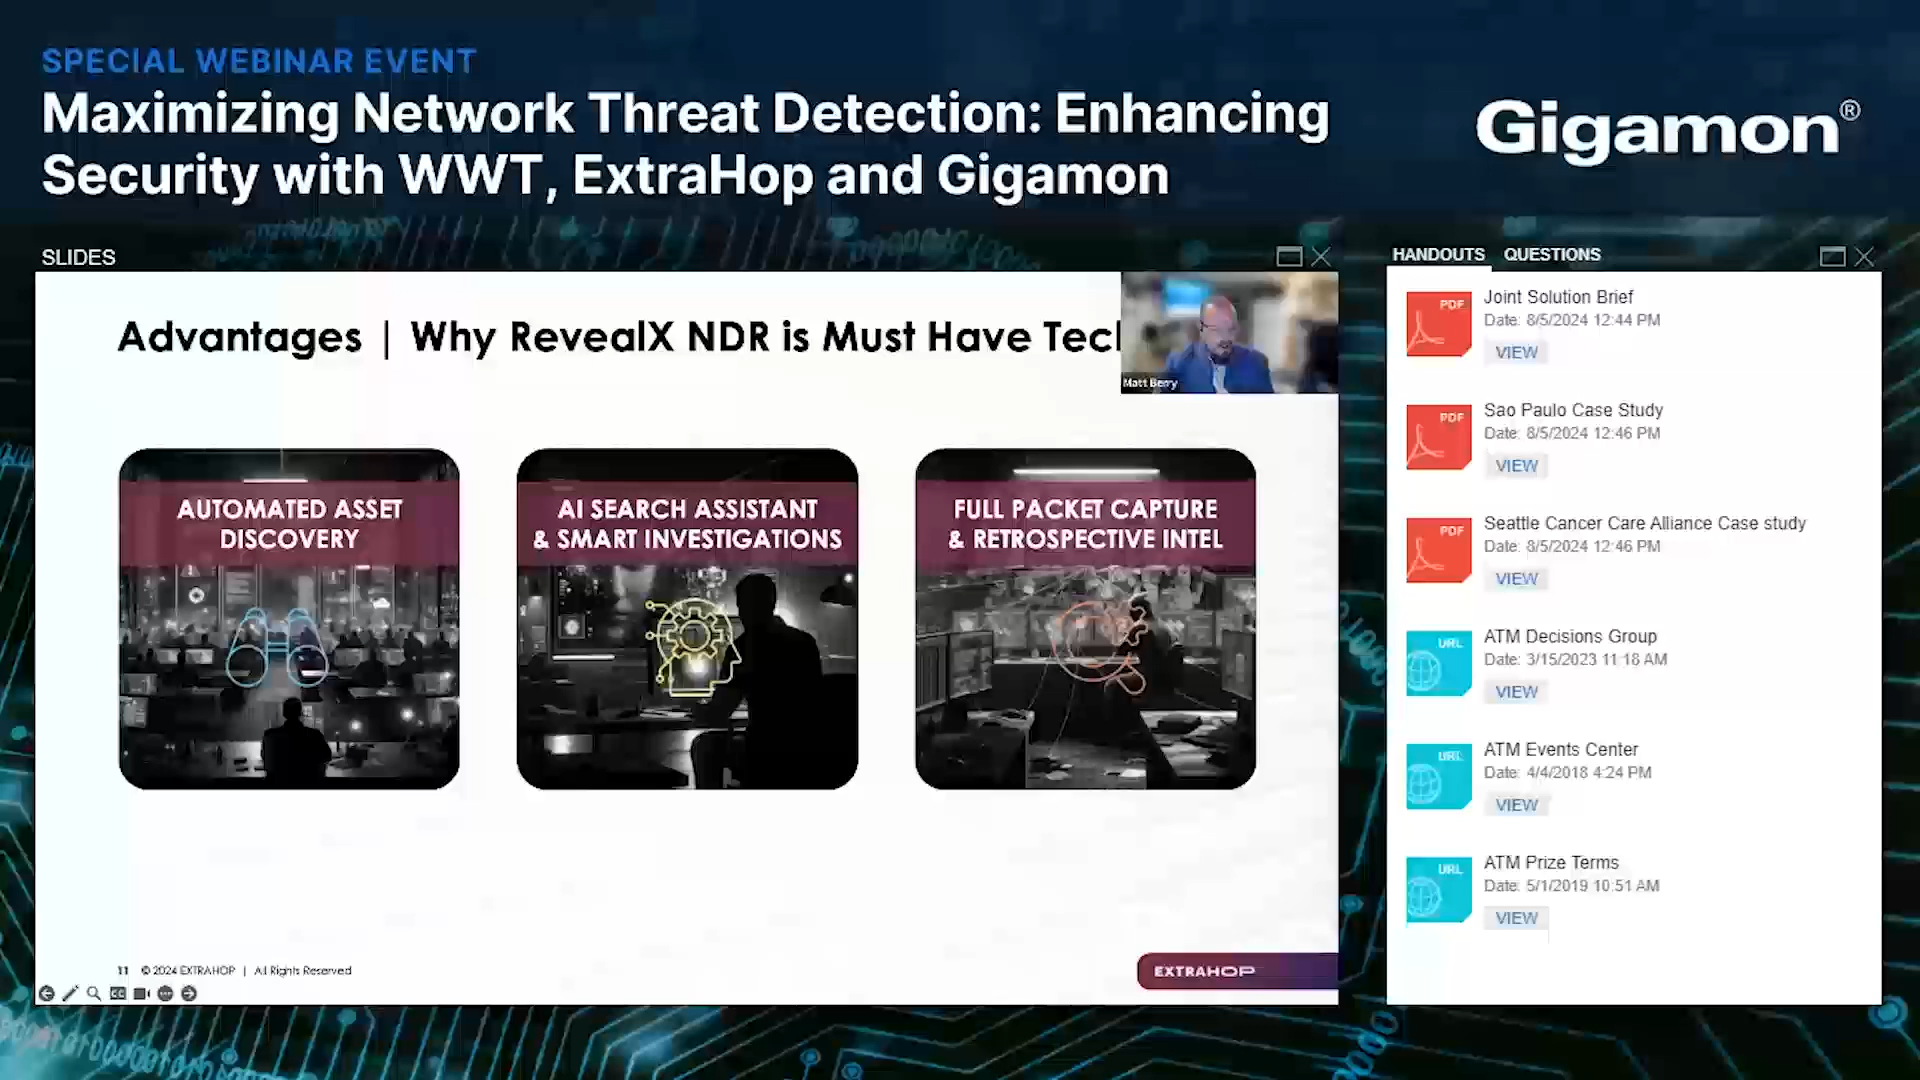 SPECIAL WEBINAR EVENT
Maximizing Network Threat Detection: Enhancing
Security with WWT, ExtraHop and Gigamon
Gigamon®
SLIDES
Advantages | Why RevealX NDR is Must Have Tec
Matt Berry
AUTOMATED ASSET
DISCOVERY
AI SEARCH ASSISTANT
& SMART INVESTIGATIONS
FULL PACKET CAPTURE
& RETROSPECTIVE INTEL
11 © 2024 EXTRAHOP | All Rights Reserved
EXTRAHOP
HANDOUTS QUESTIONS
PDF
Joint Solution Brief
Date: 8/5/2024 12:44 PM
VIEW
PDF
Sao Paulo Case Study
Date: 8/5/2024 12:46 PM
VIEW
PDF
Seattle Cancer Care Alliance Case study
Date: 8/5/2024 12:46 PM
VIEW
URL
ATM Decisions Group
Date: 3/15/2023 11:18 AM
VIEW
URL
ATM Events Center
Date: 4/4/2018 4:24 PM
VIEW
URL
ATM Prize Terms
Date: 5/1/2019 10:51 AM
VIEW